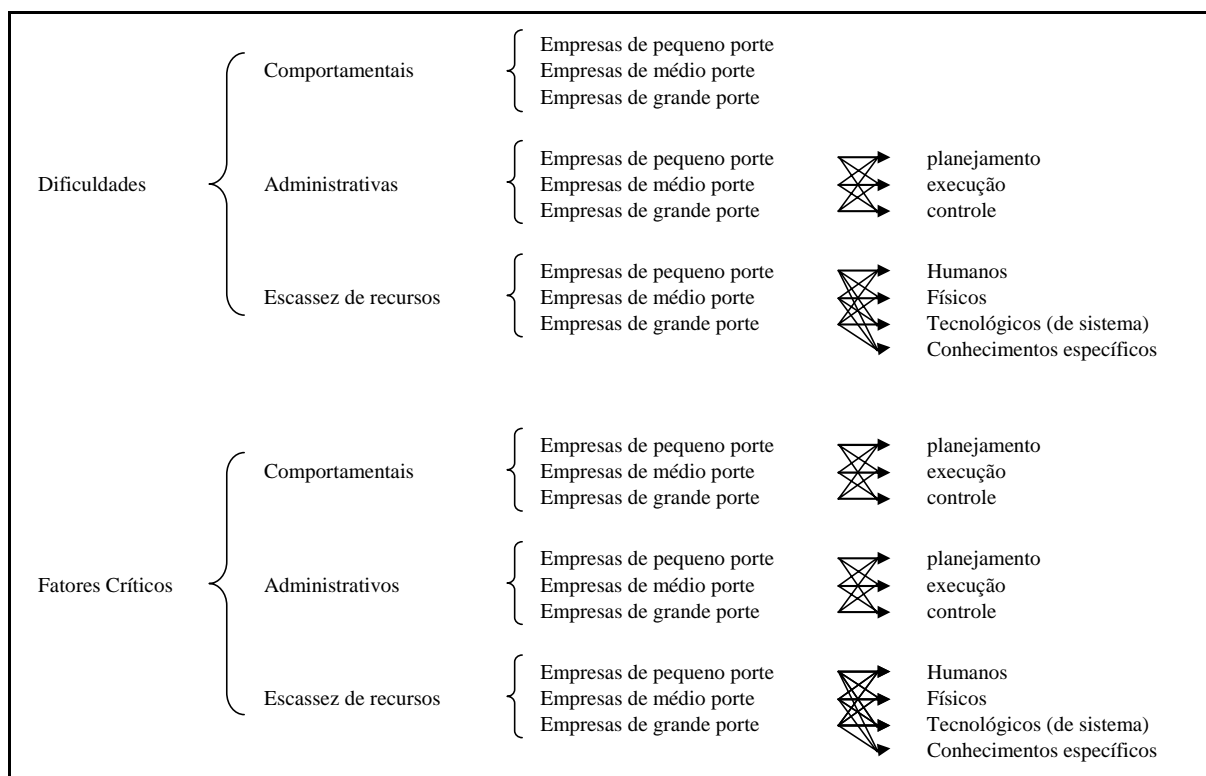 Empresas de pequeno porte
Comportamentais
Empresas de médio porte
Empresas de grande porte
Empresas de pequeno porte
planejamento
Dificuldades
Administrativas
Empresas de médio porte
execução
Empresas de grande porte
controle
Empresas de pequeno porte
Humanos
Escassez de recursos
Empresas de médio porte
Físicos
Empresas de grande porte
Tecnológicos (de sistema)
Conhecimentos específicos
Empresas de pequeno porte
planejamento
Comportamentais
Empresas de médio porte
execução
Empresas de grande porte
controle
Empresas de pequeno porte
planejamento
Fatores Críticos
Administrativos
Empresas de médio porte
execução
Empresas de grande porte
controle
Empresas de pequeno porte
Humanos
Escassez de recursos
Empresas de médio porte
Físicos
Empresas de grande porte
Tecnológicos (de sistema)
Conhecimentos específicos